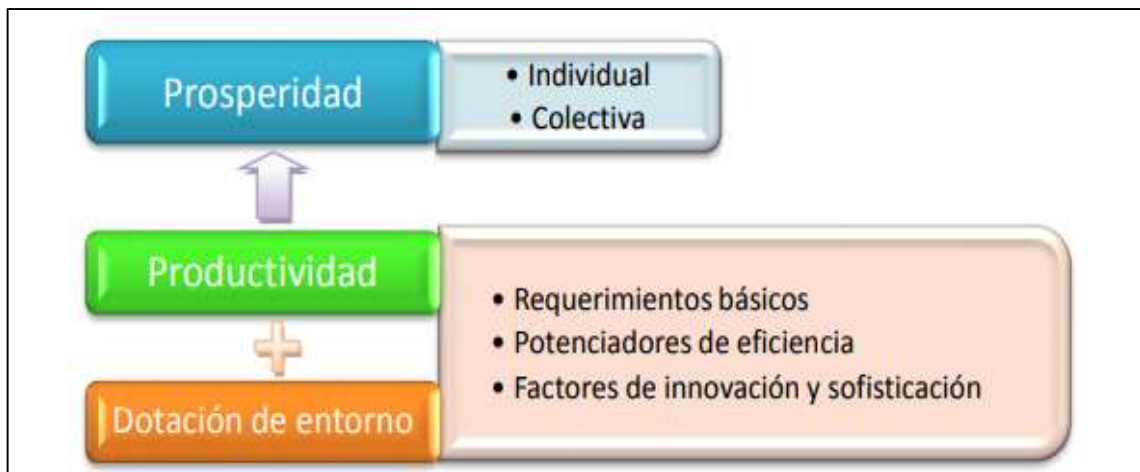 Prosperidad
• Individual
• Colectiva
Productividad
Dotación de entorno
• Requerimientos básicos
• Potenciadores de eficiencia
• Factores de innovación y sofisticación